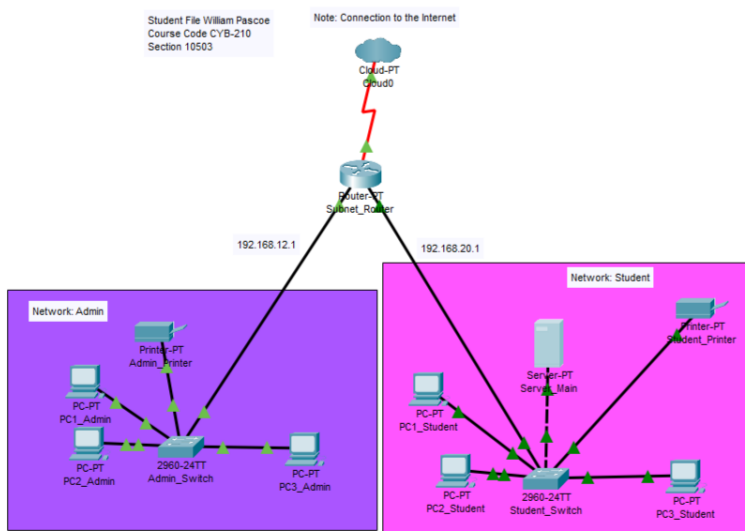 Student File William Pascoe
Course Code CYB-210
Section 10503
Note: Connection to the Internet
Cloud-PT
Cloud0
Router-PT
Subnet_Router
192.168.12.1
192.168.20.1
Network: Admin
Printer-PT
Admin_Printer
PC-PT
PC1_Admin
PC-PT
PC2_Admin
2960-24TT
Admin_Switch
PC-PT
PC3_Admin
Network: Student
Printer-PT
Student_Printer
Server-PT
Server_Main
PC-PT
PC1_Student
PC-PT
PC2_Student
2960-24TT
Student_Switch
PC-PT
PC3_Student